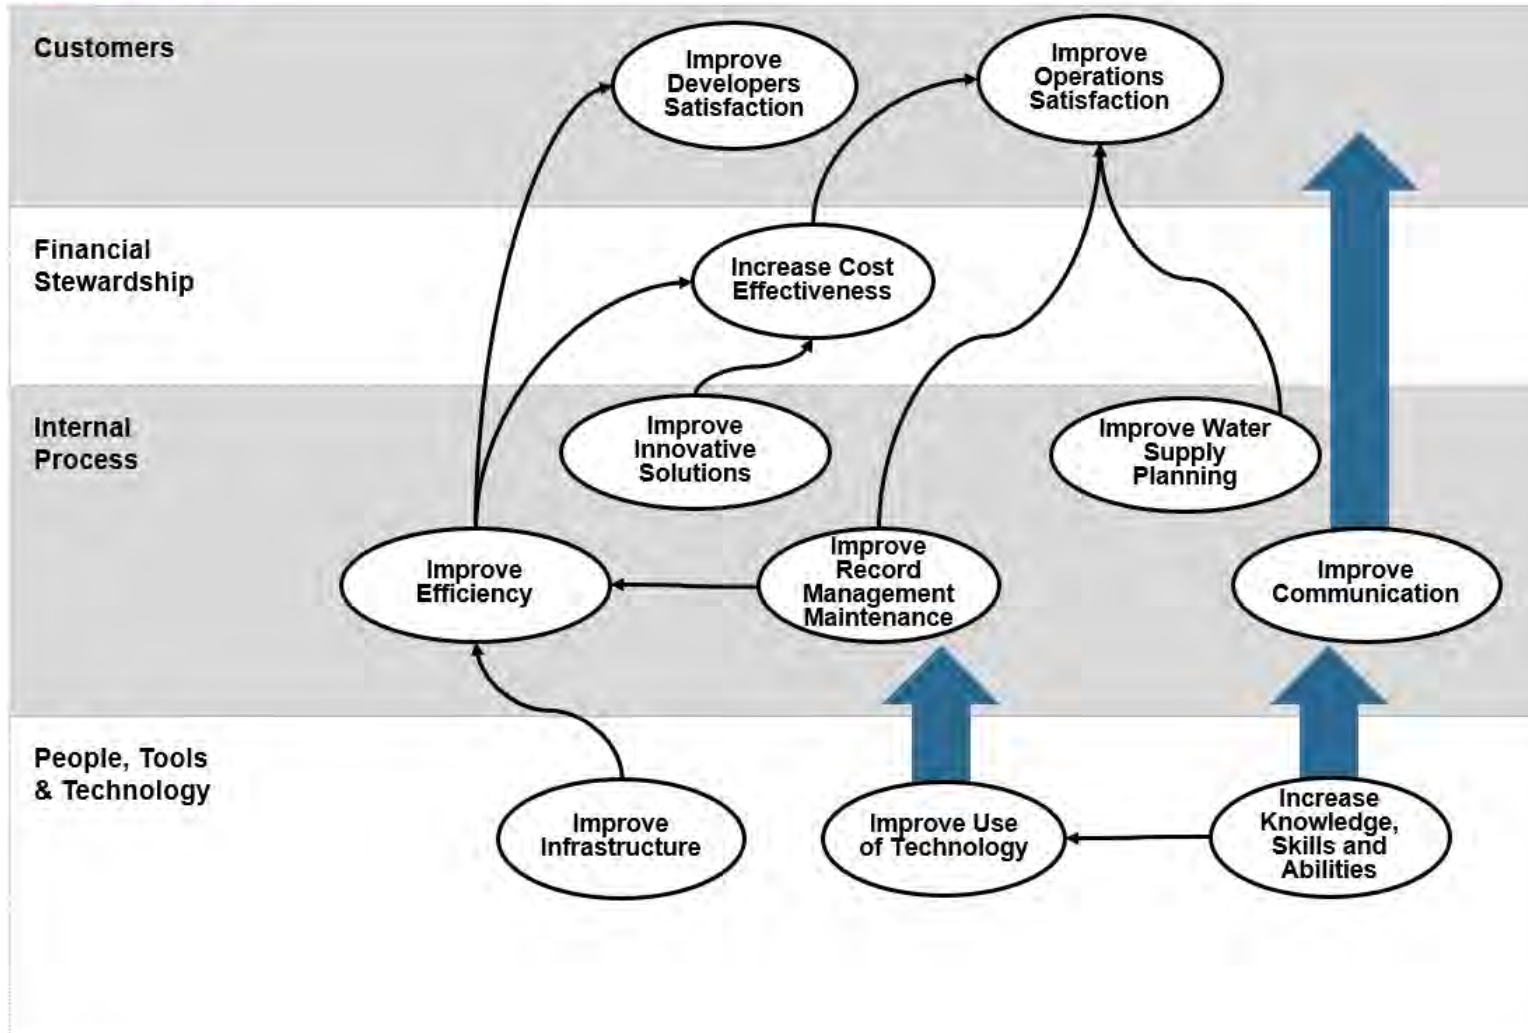 Customers
Improve
Developers
Satisfaction
Improve
Operations
Satisfaction
Financial
Stewardship
Increase Cost
Effectiveness
Internal
Process
Improve
Innovative
Solutions
Improve Water
Supply
Planning
Improve
Efficiency
Improve
Record
Management
Maintenance
Improve
Communication
People, Tools
& Technology
Improve
Infrastructure
Improve Use
of Technology
Increase
Knowledge,
Skills and
Abilities